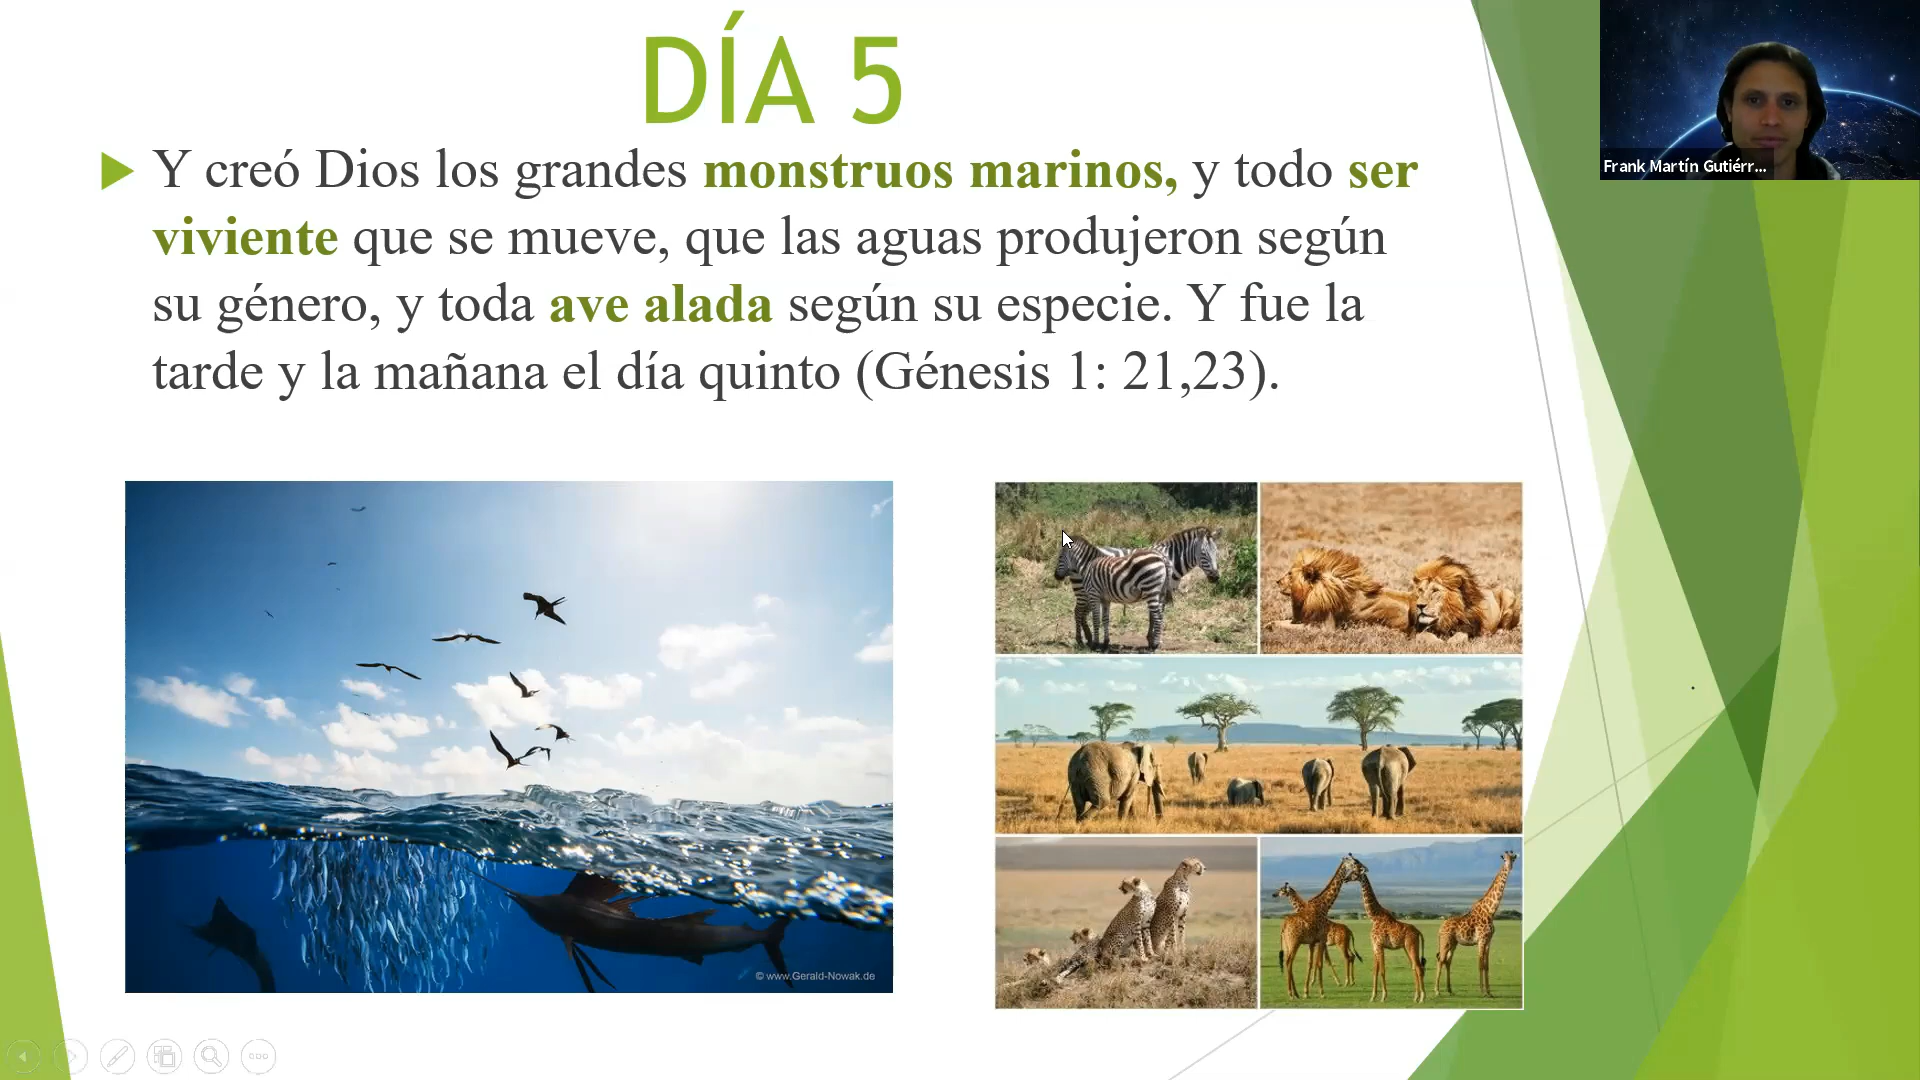 DÍA 5
Y creó Dios los grandes monstruos marinos, y todo ser
viviente que se mueve, que las aguas produjeron según
su género, y toda ave alada según su especie. Y fue la
tarde y la mañana el día quinto (Génesis 1: 21,23).
Frank Martín Gutiérr...
© www.Gerald-Nowak.de